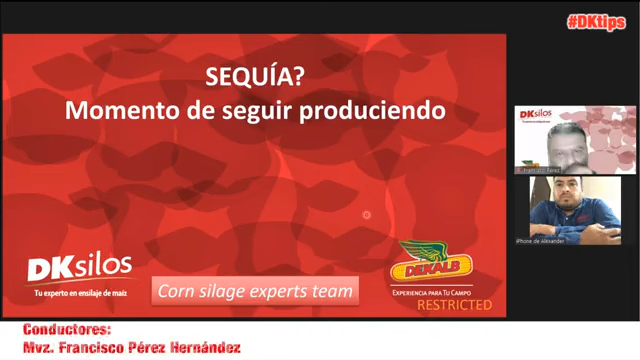 #DKtips
SEQUÍA?
Momento de seguir produciendo
DKsilos
Tu experto en ensilaje de maíz
Corn silage experts team
DEKALB
EXPERIENCIA PARA TU CAMPO
RESTRICTED
DKsilos
iPhone de Alexander
Conductores:
Mvz. Francisco Pérez Hernández